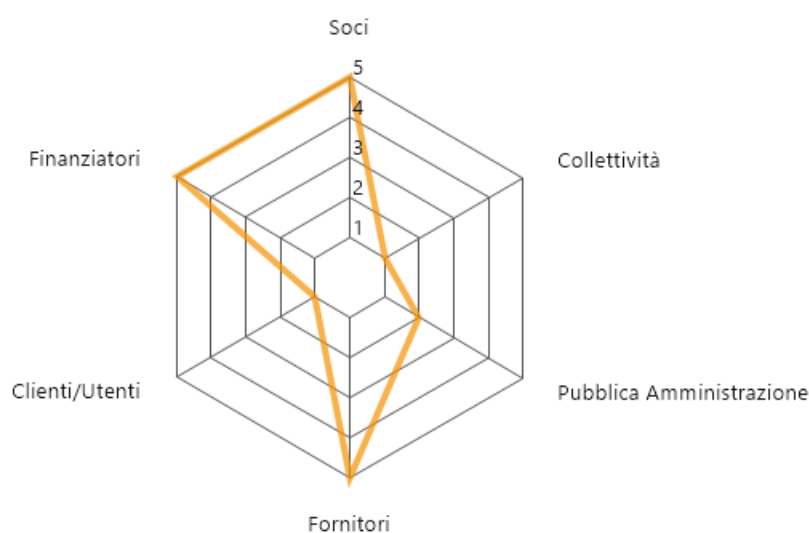 Soci
5
4
3
2
1
Finanziatori
Collettività
Clienti/Utenti
Pubblica Amministrazione
Fornitori